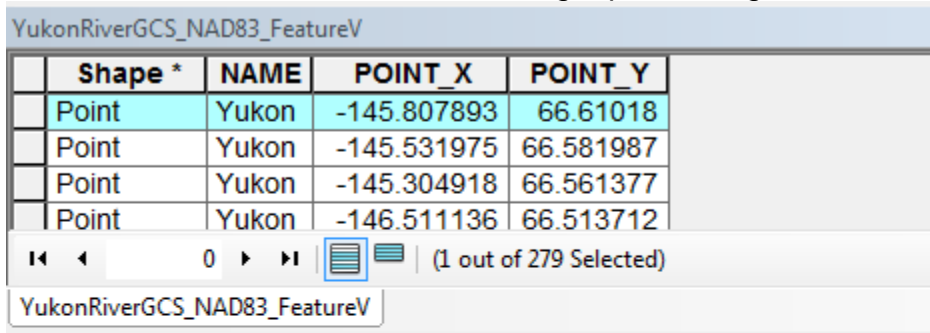 YukonRiverGCS_NAD83_FeatureV
Shape * NAME POINT_X POINT_Y
Point Yukon -145.807893 66.61018
Point Yukon -145.531975 66.581987
Point Yukon -145.304918 66.561377
Point Yukon -146.511136 66.513712
0 (1 out of 279 Selected)
YukonRiverGCS_NAD83_FeatureV